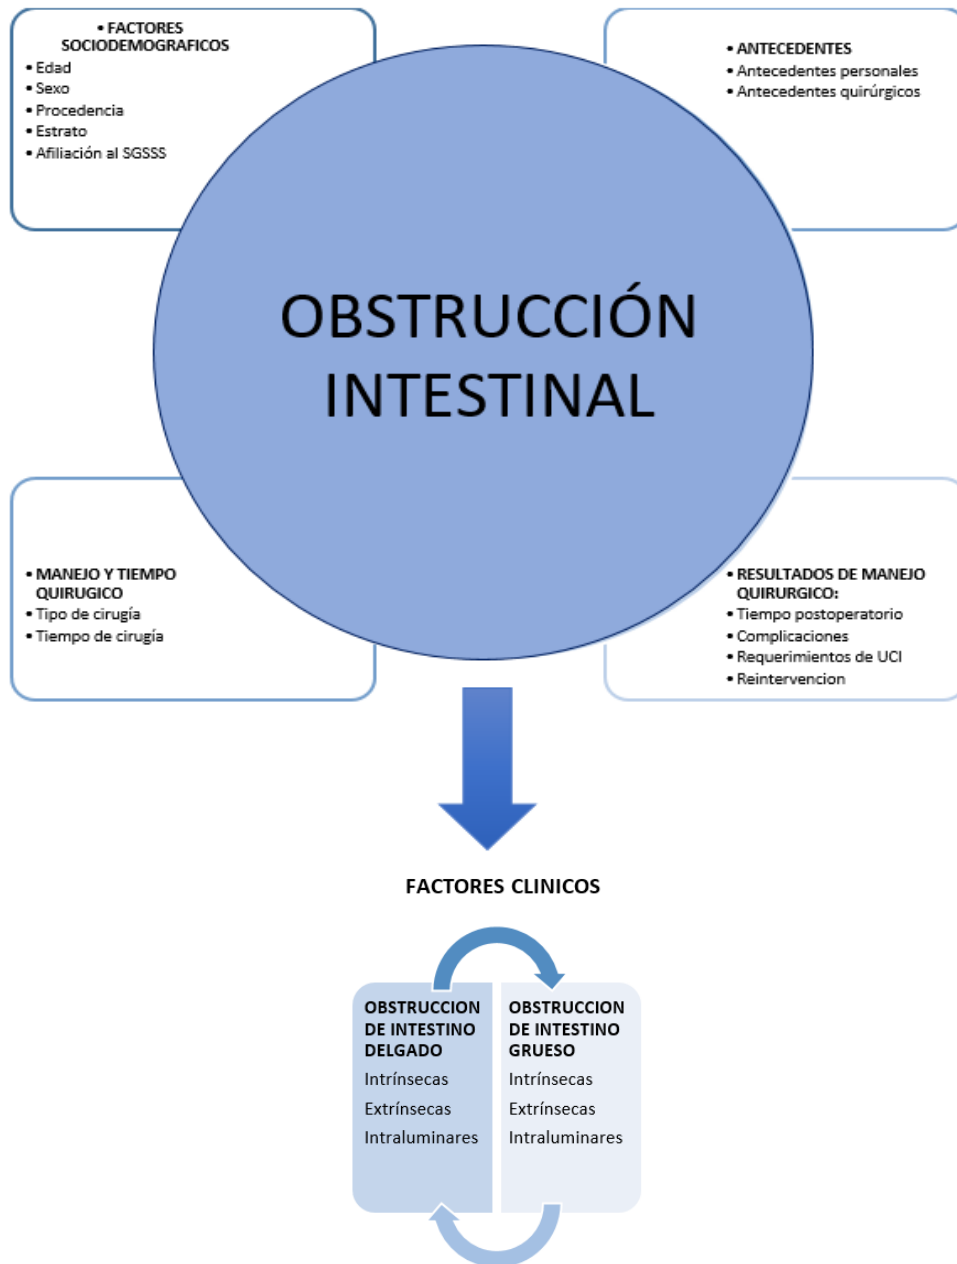 • FACTORES
SOCIODEMOGRAFICOS
• Edad
• Sexo
• Procedencia
• Estrato
• Afiliación al SGSSS
• ANTECEDENTES
• Antecedentes personales
• Antecedentes quirúrgicos
OBSTRUCCIÓN
INTESTINAL
• MANEJO Y TIEMPO
QUIRUGICO
• Tipo de cirugía
• Tiempo de cirugía
• RESULTADOS DE MANEJO
QUIRURGICO:
• Tiempo postoperatorio
• Complicaciones
• Requerimientos de UCI
• Reintervencion
FACTORES CLINICOS
OBSTRUCCION
DE INTESTINO
DELGADO
Intrínsecas
Extrínsecas
Intraluminares
OBSTRUCCION
DE INTESTINO
GRUESO
Intrínsecas
Extrínsecas
Intraluminares